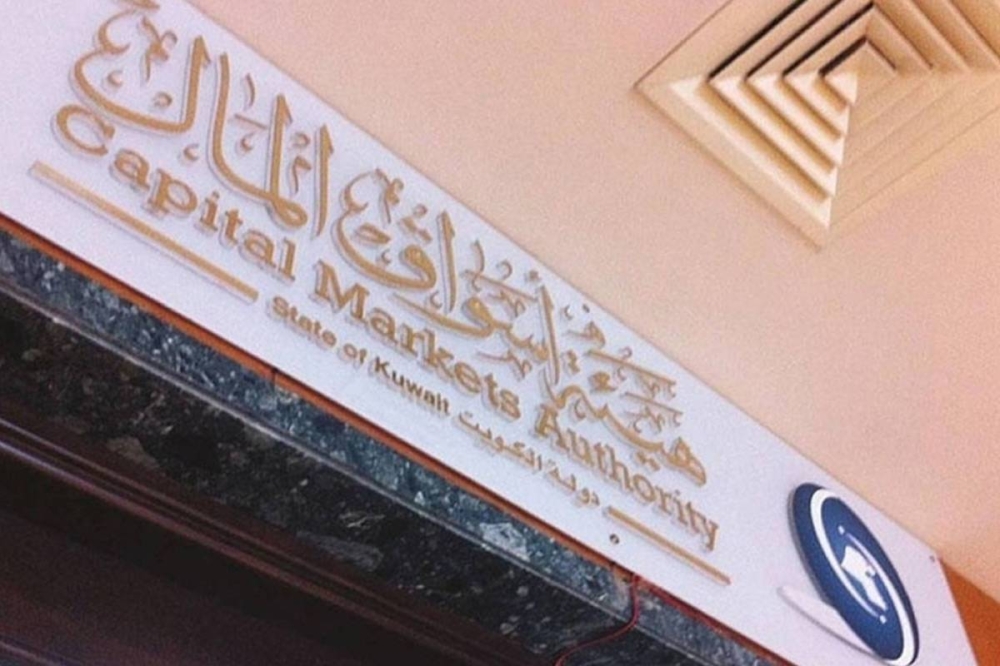 هيئة أسواق المال
Capital Markets Authority
State of Kuwait دولة الكويت